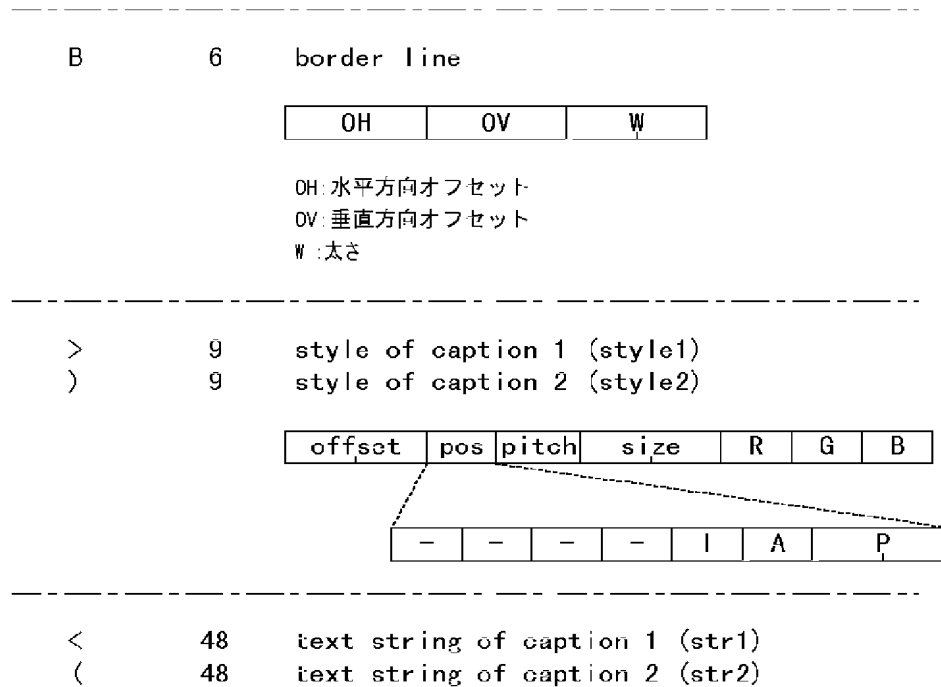 B 6 border line
OH OV W
OH:水平方向オフセット
OV:垂直方向オフセット
W :太さ
> 9 style of caption 1 (style1)
) 9 style of caption 2 (style2)
offset pos pitch size R G B
- - - - I A P
< 48 text string of caption 1 (str1)
( 48 text string of caption 2 (str2)